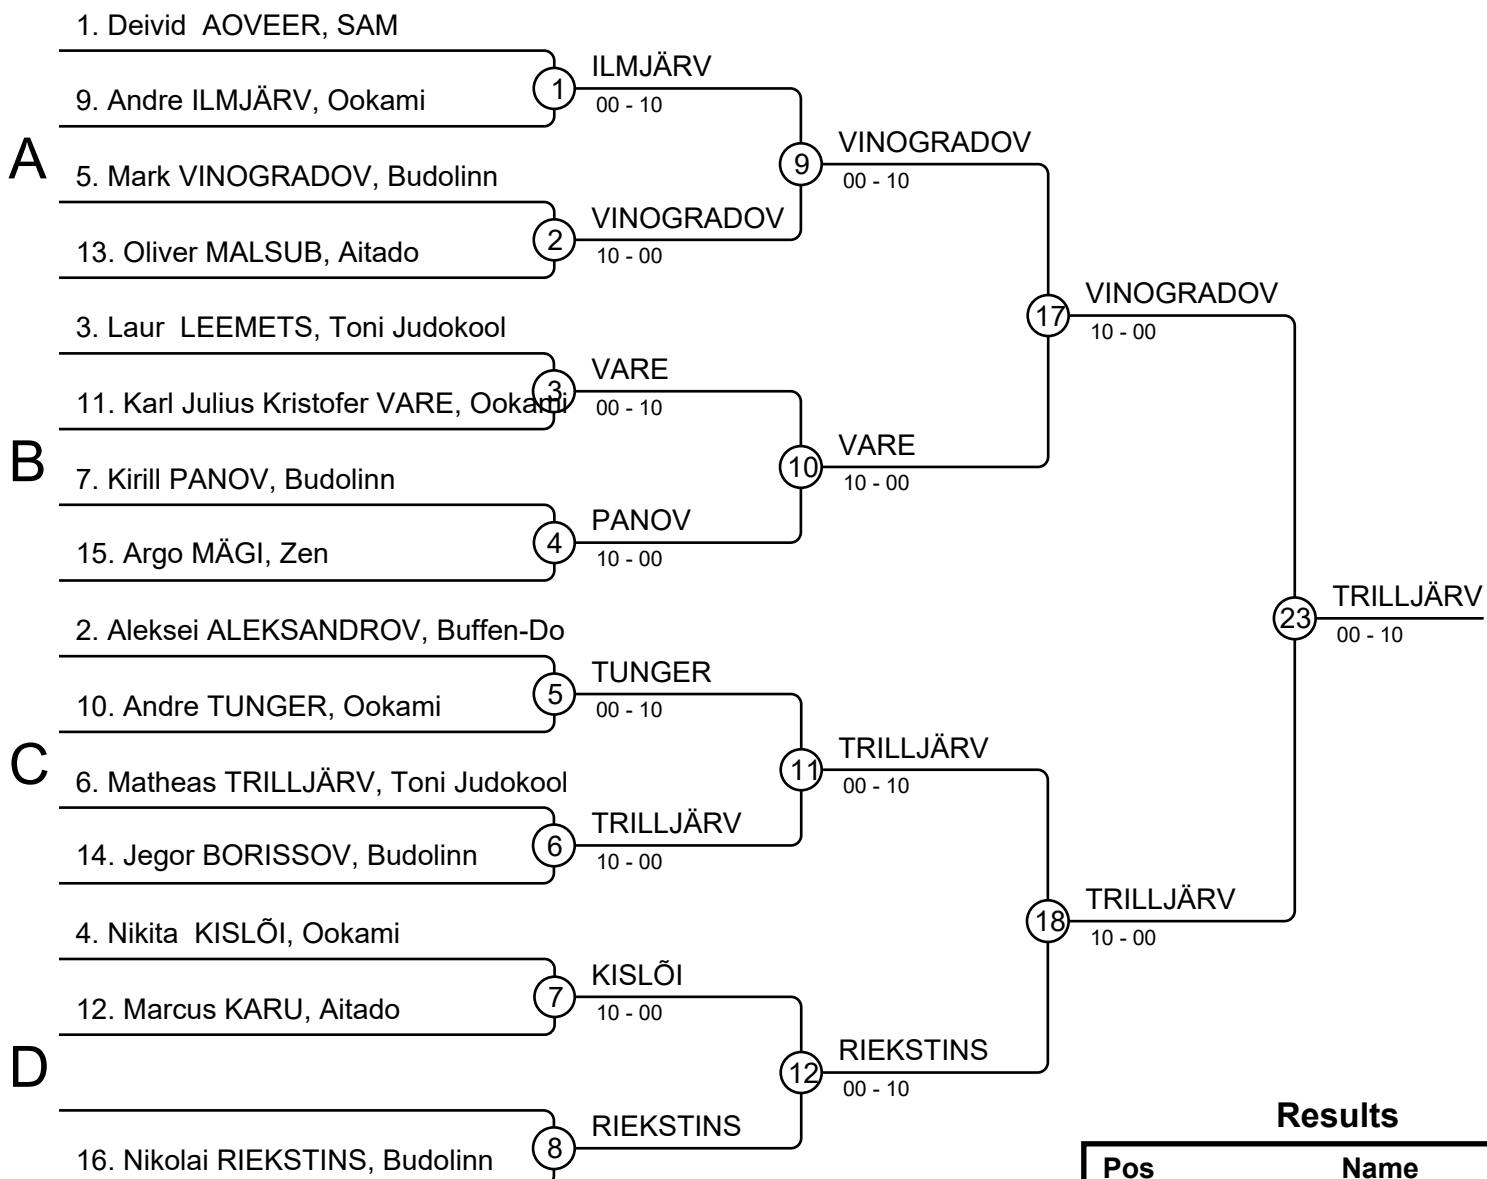 1. Deivid  AOVEER, SAM
9. Andre ILMJÄRV, Ookami
A
5. Mark VINOGRADOV, Budolinn
13. Oliver MALSUB, Aitado
3. Laur  LEEMETS, Toni Judokool
11. Karl Julius Kristofer VARE, Ookami
B
7. Kirill PANOV, Budolinn
15. Argo MÄGI, Zen
2. Aleksei ALEKSANDROV, Buffen-Do
10. Andre TUNGER, Ookami
C
6. Matheas TRILLJÄRV, Toni Judokool
14. Jegor BORISSOV, Budolinn
4. Nikita  KISLÕI, Ookami
12. Marcus KARU, Aitado
D
16. Nikolai RIEKSTINS, Budolinn
1
ILMJÄRV
00 - 10
2
VINOGRADOV
10 - 00
3
VARE
00 - 10
4
PANOV
10 - 00
5
TUNGER
00 - 10
6
TRILLJÄRV
10 - 00
7
KISLÕI
10 - 00
8
RIEKSTINS
9
VINOGRADOV
00 - 10
10
VARE
10 - 00
11
TRILLJÄRV
00 - 10
12
RIEKSTINS
00 - 10
17
VINOGRADOV
10 - 00
18
TRILLJÄRV
10 - 00
23
TRILLJÄRV
00 - 10
Results
Pos Name